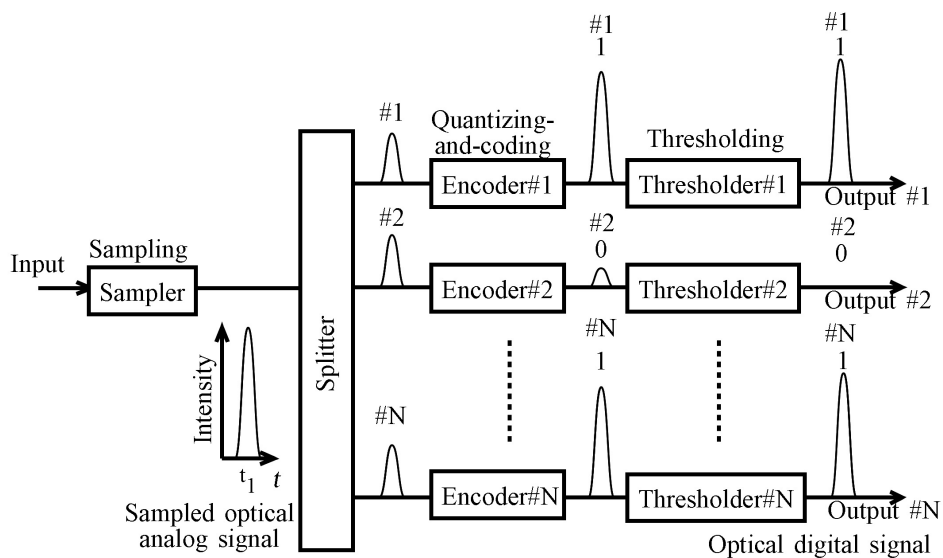 #1
1
#1
1
#1
Quantizing-
and-coding
Thresholding
Encoder#1
Thresholder#1
Output #1
#2
#2
0
#2
0
Input
Sampling
Sampler
Encoder#2
Thresholder#2
Output #2
Splitter
Intensity
t1
t
Sampled optical
analog signal
#N
#N
1
#N
1
Encoder#N
Thresholder#N
Output #N
Optical digital signal